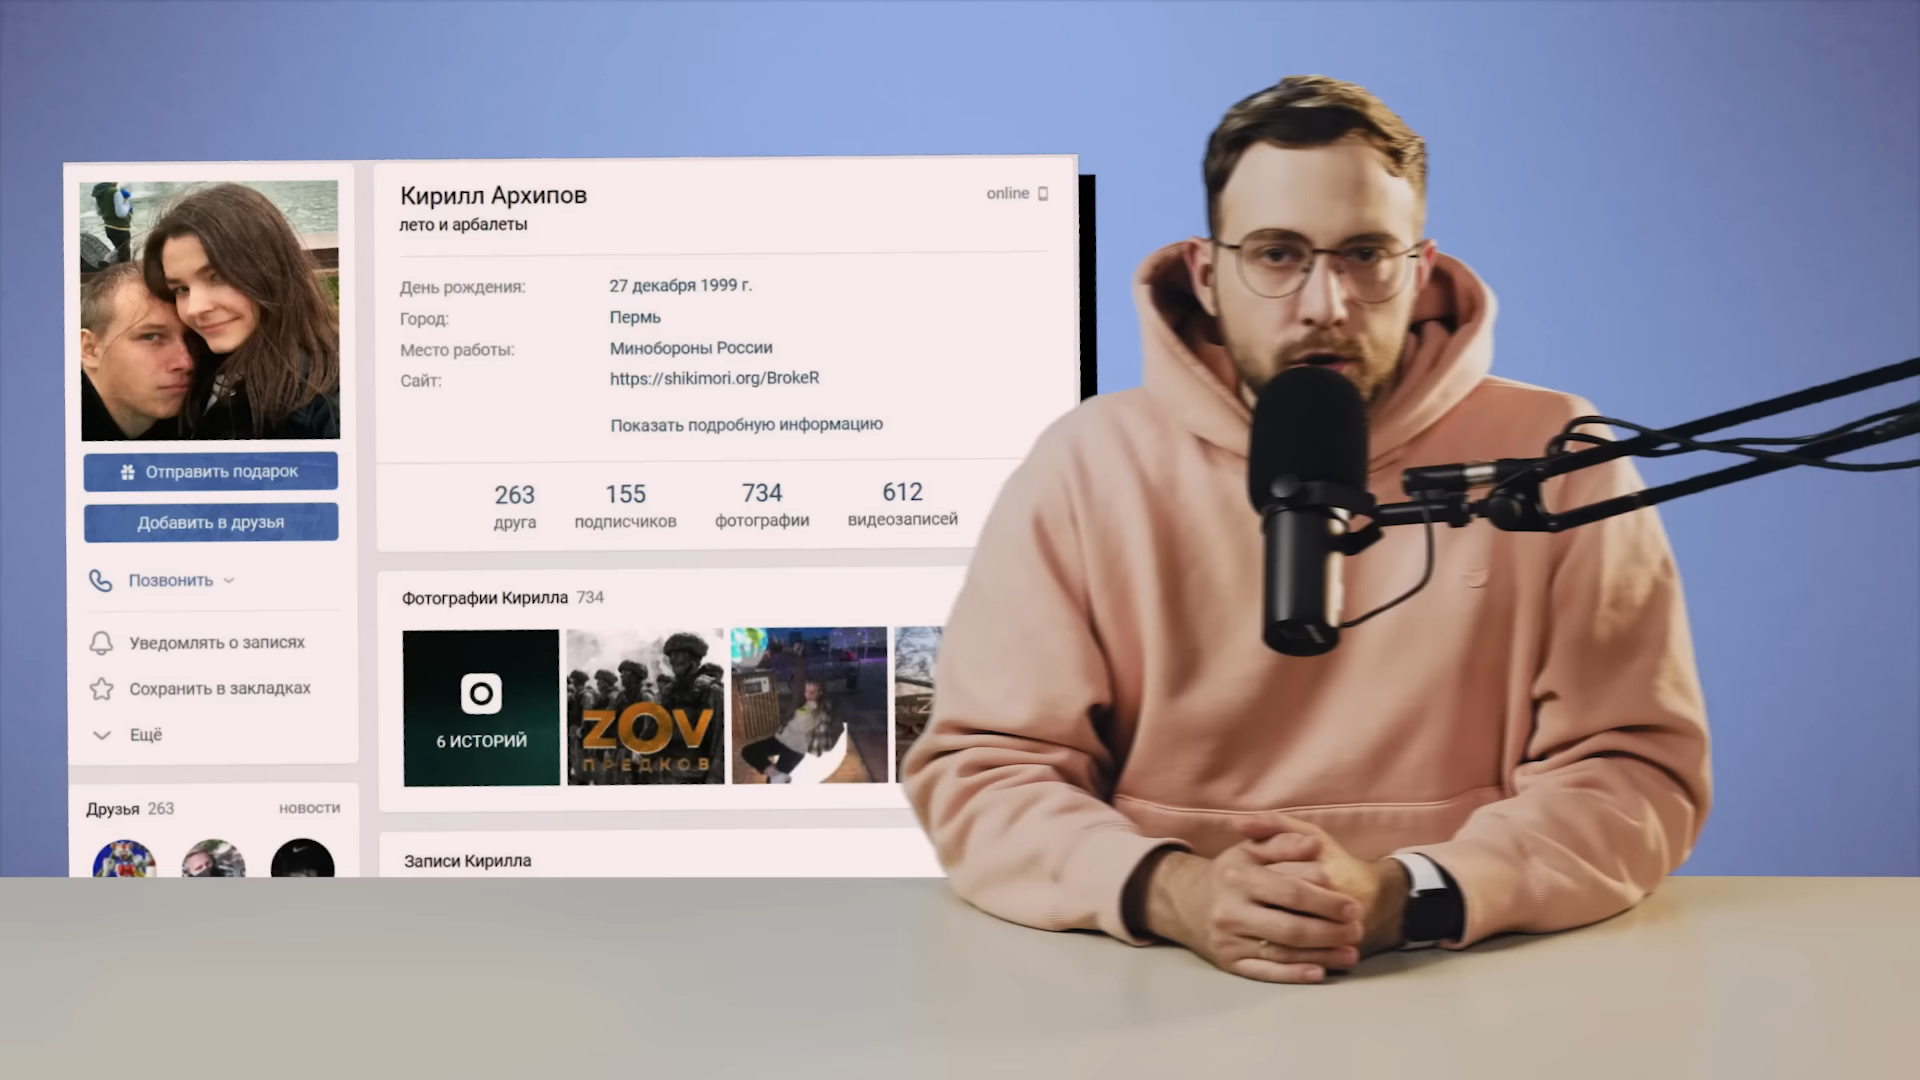 Кирилл Архипов
online
лето и арбалеты
День рождения: 27 декабря 1999 г.
Город: Пермь
Место работы: Минобороны России
Сайт: https://shikimori.org/BrokeR
Показать подробную информацию
263 друга
155 подписчиков
734 фотографии
612 видеозаписей
Отправить подарок
Добавить в друзья
Позвонить
Уведомлять о записях
Сохранить в закладках
Ещё
Друзья 263
новости
Фотографии Кирилла 734
6 ИСТОРИЙ
ZOV
ПРЕДКОВ
Записи Кирилла